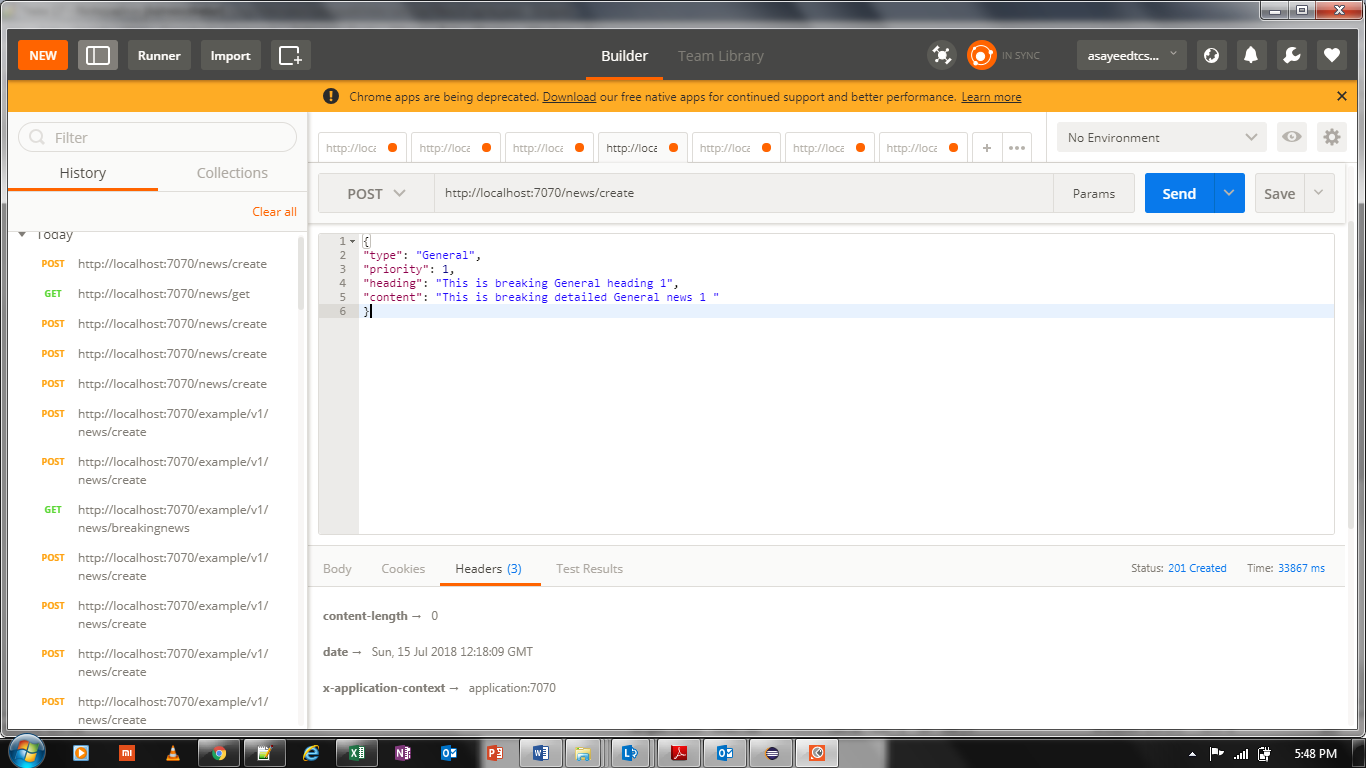 NEW
Runner
Import
Builder
Team Library
IN SYNC
asayeedtcs...
Chrome apps are being deprecated. Download our free native apps for continued support and better performance. Learn more
Filter
History
Collections
Clear all
Today
POST http://localhost:7070/news/create
GET http://localhost:7070/news/get
POST http://localhost:7070/news/create
POST http://localhost:7070/news/create
POST http://localhost:7070/news/create
POST http://localhost:7070/example/v1/
news/create
POST http://localhost:7070/example/v1/
news/create
GET http://localhost:7070/example/v1/
news/breakingnews
POST http://localhost:7070/example/v1/
news/create
POST http://localhost:7070/example/v1/
news/create
POST http://localhost:7070/example/v1/
news/create
POST http://localhost:7070/example/v1/
news/create
http://loca http://loca http://loca http://loca http://loca http://loca http://loca + •••
No Environment
POST http://localhost:7070/news/create Params Send Save
1 {
2 "type": "General",
3 "priority": 1,
4 "heading": "This is breaking General heading 1",
5 "content": "This is breaking detailed General news 1 "
6 }
Body Cookies Headers (3) Test Results Status: 201 Created Time: 33867 ms
content-length → 0
date → Sun, 15 Jul 2018 12:18:09 GMT
x-application-context → application:7070
5:48 PM